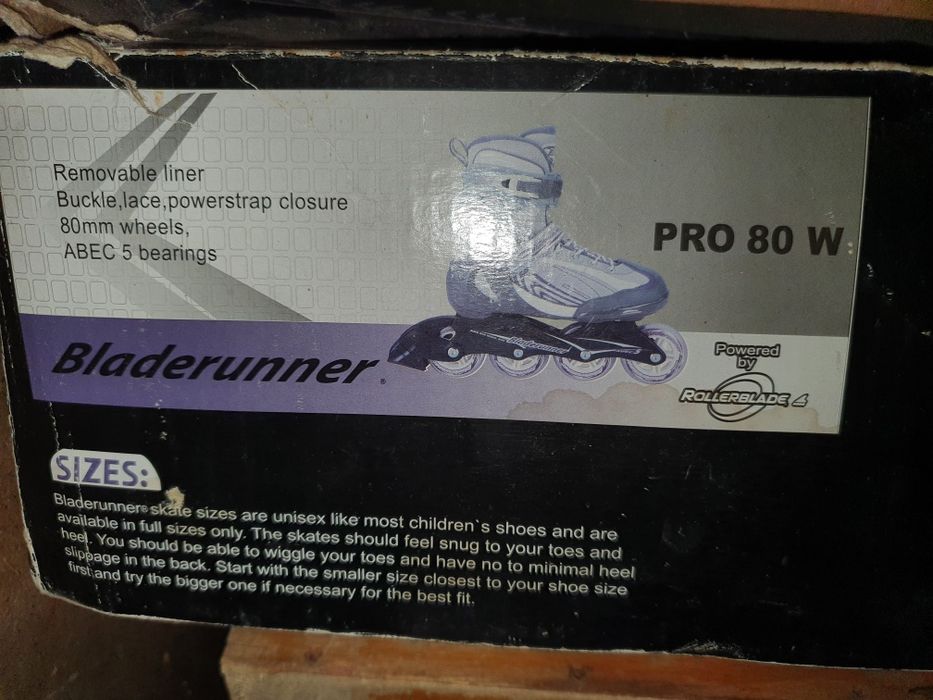 Removable liner
Buckle,lace,powerstrap closure
80mm wheels,
ABEC 5 bearings
PRO 80 W
Bladerunner®
Bladerunner
Powered
by
ROLLERBLADE
SIZES:
Bladerunner® skate sizes are unisex like most children`s shoes and are
available in full sizes only. The skates should feel snug to your toes and
heel. You should be able to wiggle your toes and have no to minimal heel
slippage in the back. Start with the smaller size closest to your shoe size
first and try the bigger one if necessary for the best fit.